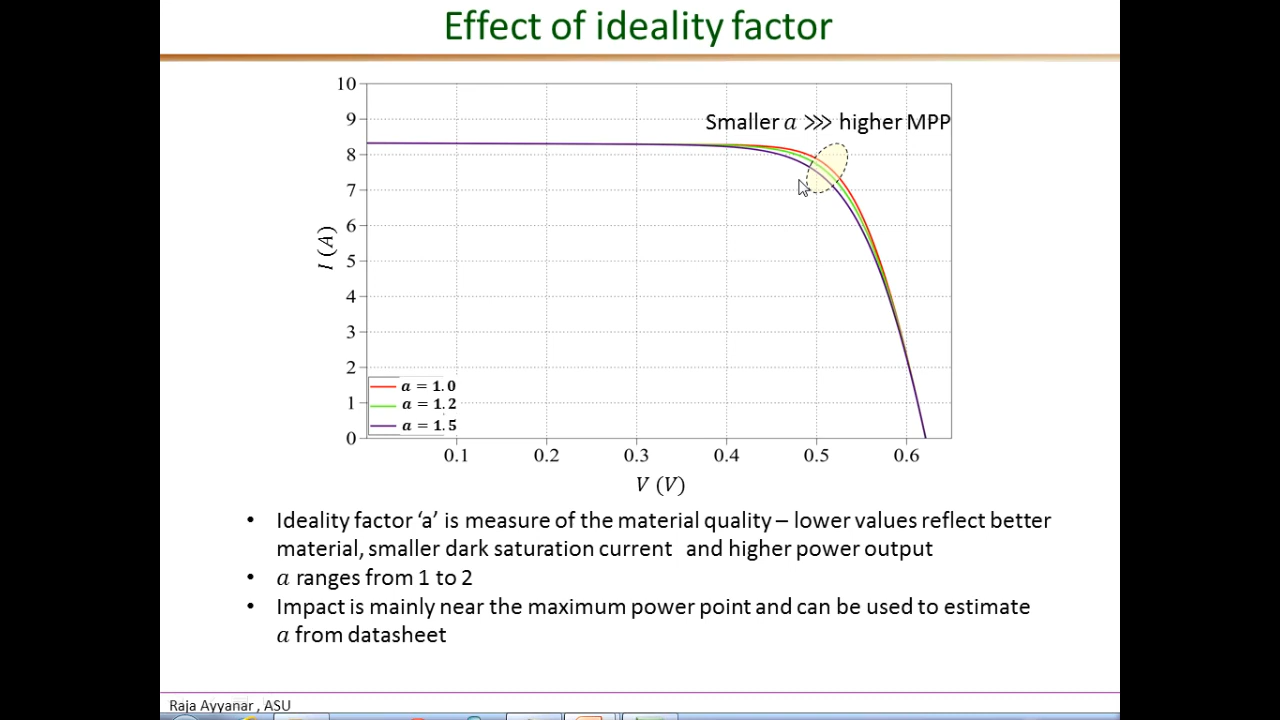 Effect of ideality factor
10
9
8
7
6
5
4
3
2
1
0
I (A)
Smaller a ⋙ higher MPP
a = 1.0
a = 1.2
a = 1.5
0.1 0.2 0.3 0.4 0.5 0.6
V (V)
• Ideality factor ‘a’ is measure of the material quality – lower values reflect better
material, smaller dark saturation current and higher power output
• a ranges from 1 to 2
• Impact is mainly near the maximum power point and can be used to estimate
a from datasheet
Raja Ayyanar , ASU